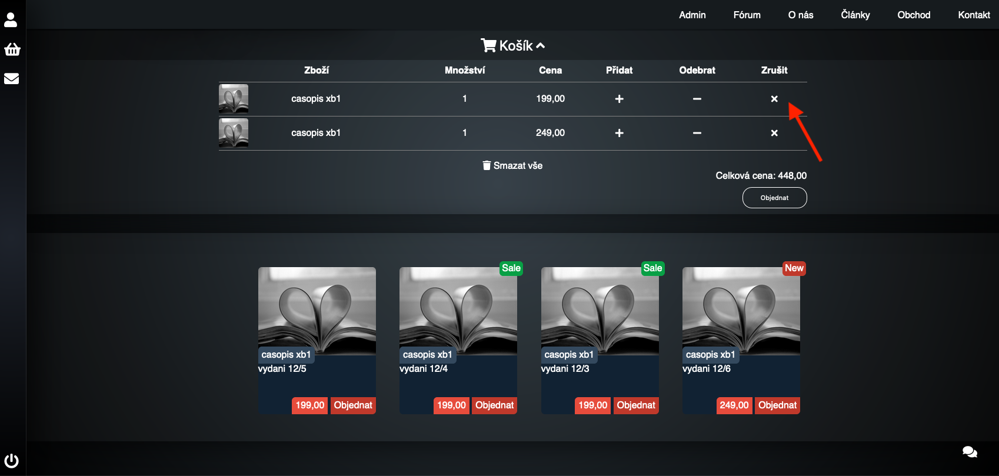 Admin Fórum O nás Články Obchod Kontakt
Košík
Zboží Množství Cena Přidat Odebrat Zrušit
casopis xb1 1 199,00
casopis xb1 1 249,00
Smazat vše
Celková cena: 448,00
Objednat
Sale Sale New
casopis xb1 casopis xb1 casopis xb1 casopis xb1
vydani 12/5 vydani 12/4 vydani 12/3 vydani 12/6
199,00 Objednat 199,00 Objednat 199,00 Objednat 249,00 Objednat